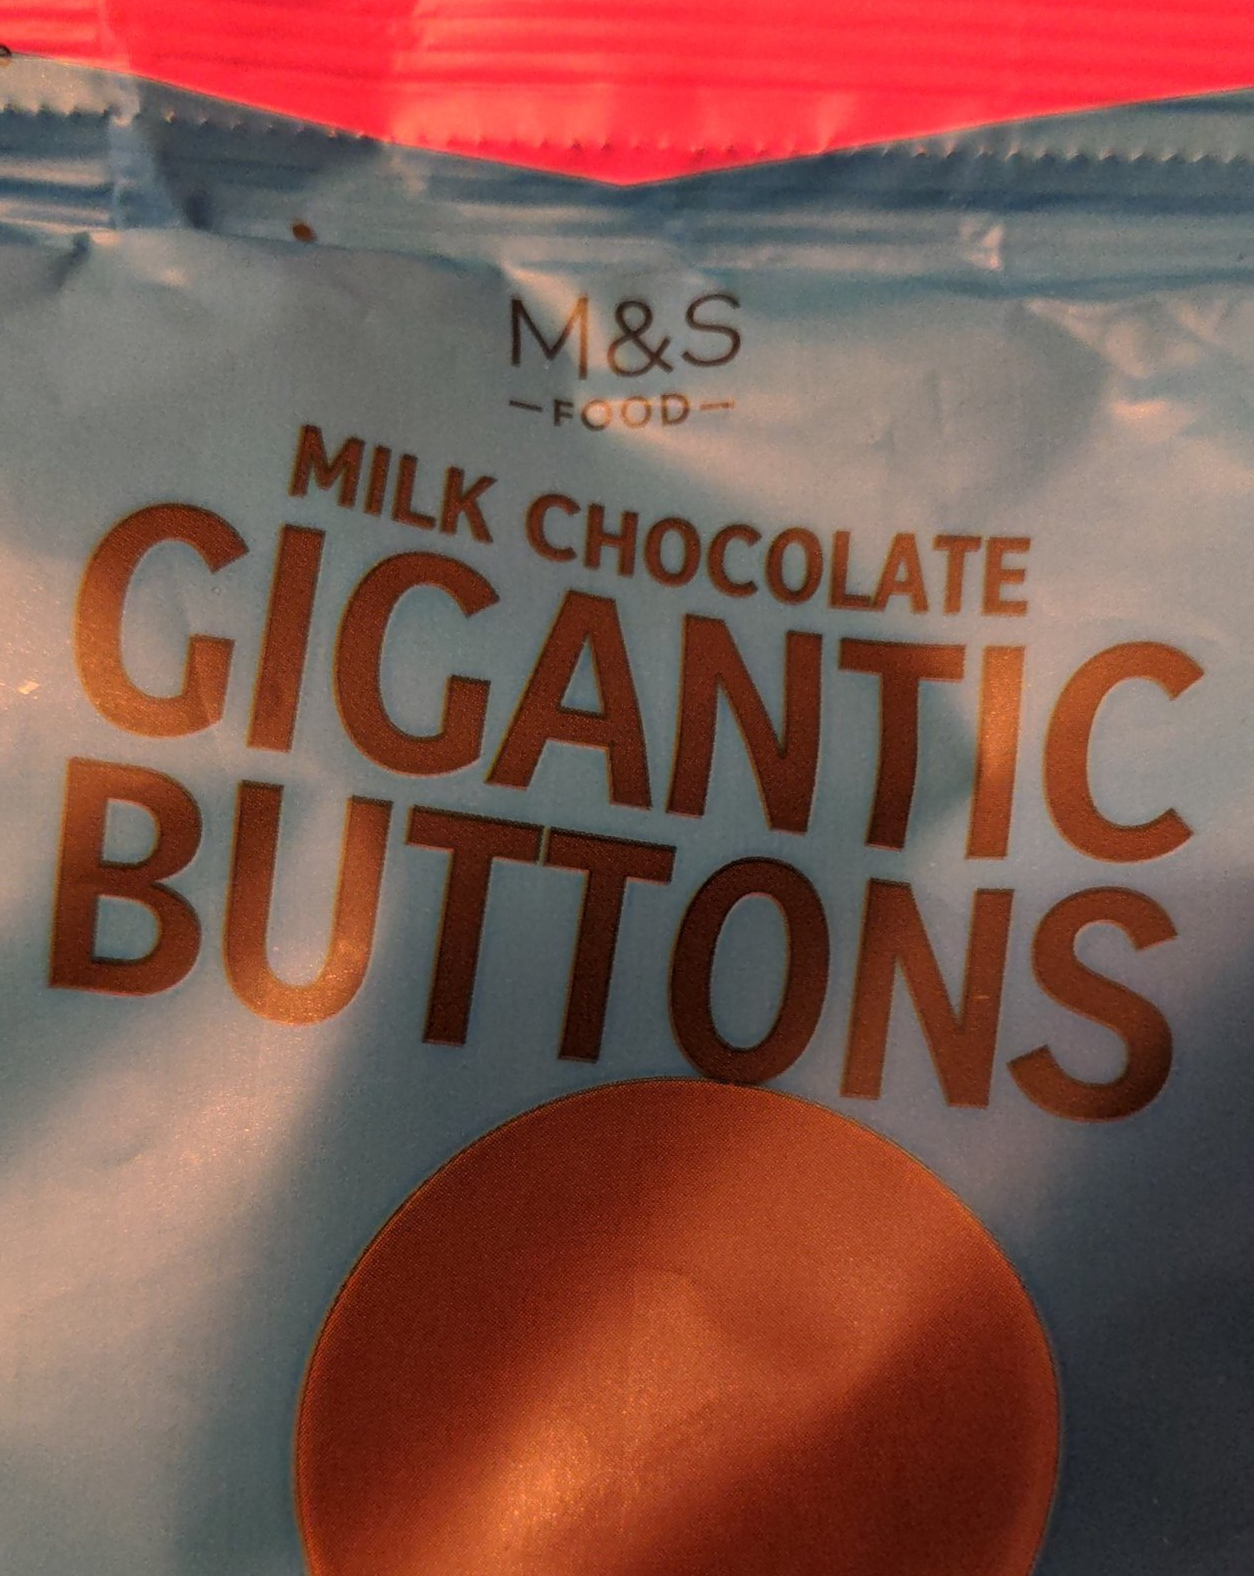 M&S
-FOOD-
MILK CHOCOLATE
GIGANTIC
BUTTONS